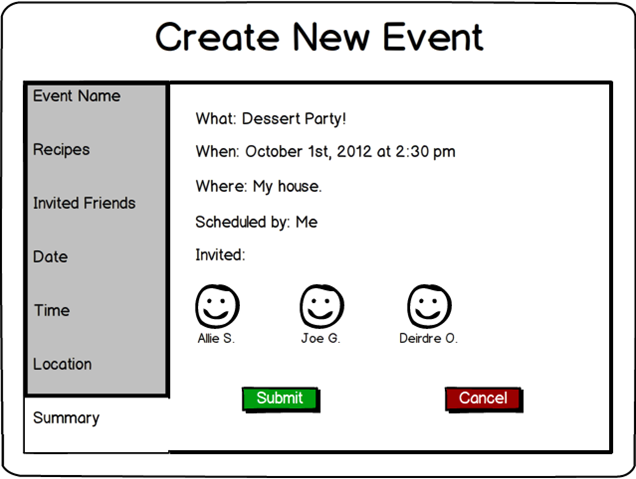 Create New Event
Event Name
Recipes
Invited Friends
Date
Time
Location
Summary
What: Dessert Party!
When: October 1st, 2012 at 2:30 pm
Where: My house.
Scheduled by: Me
Invited:
Allie S.
Joe G.
Deirdre O.
Submit
Cancel